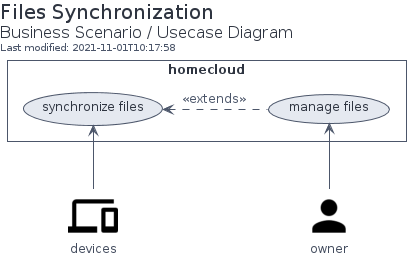 Files Synchronization
Business Scenario / Usecase Diagram
Last modified: 2021-11-01T10:17:58
homecloud
synchronize files
«extends»
manage files
devices
owner